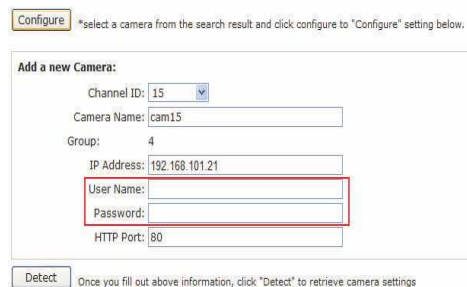 Configure *select a camera from the search result and click configure to "Configure" setting below.
Add a new Camera:
Channel ID: 15
Camera Name: cam15
Group: 4
IP Address: 192.168.101.21
User Name:
Password:
HTTP Port: 80
Detect Once you fill out above information, click "Detect" to retrieve camera settings